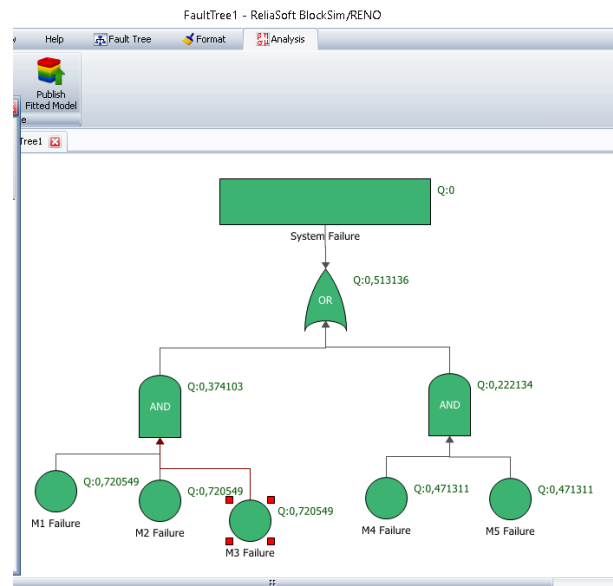 FaultTree1 - ReliaSoft BlockSim/RENO
Help Fault Tree Format Analysis
Publish
Fitted Model
e
Tree1
Q:0
System Failure
Q:0,513136
OR
Q:0,374103
Q:0,222134
AND
AND
Q:0,720549
Q:0,720549
Q:0,720549
Q:0,471311
Q:0,471311
M1 Failure
M2 Failure
M3 Failure
M4 Failure
M5 Failure